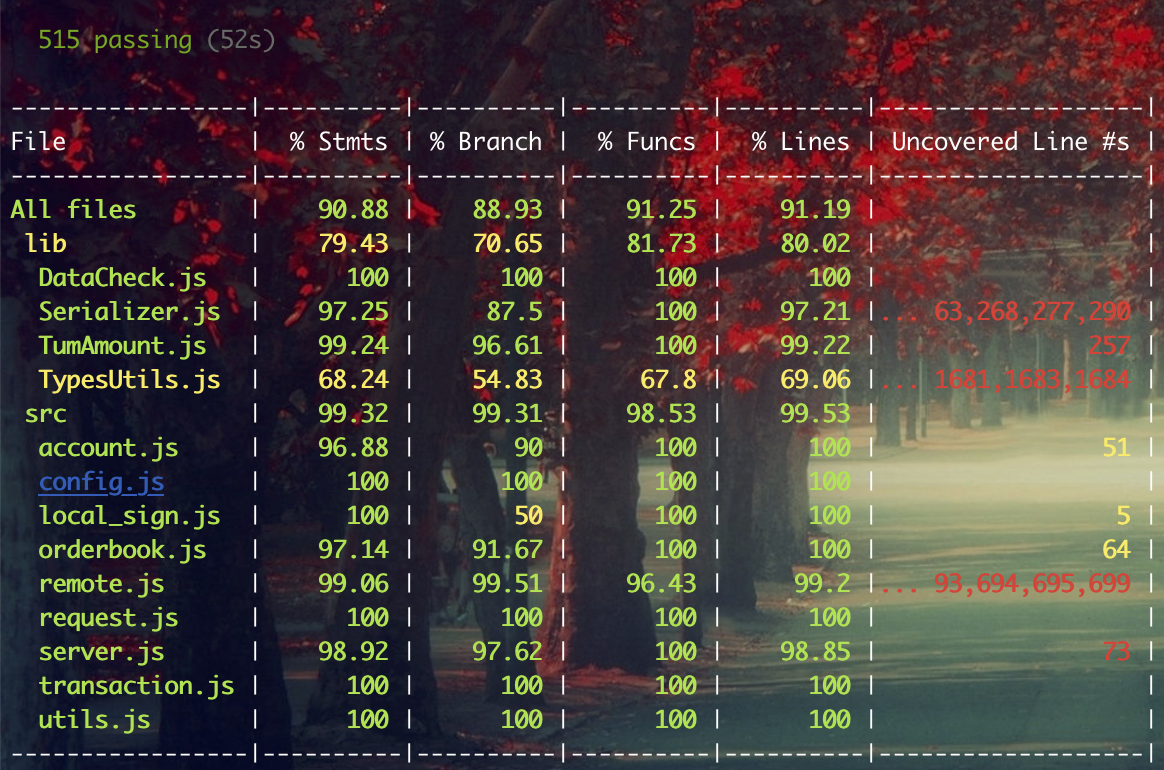 515 passing (52s)
----------------|----------|----------|----------|----------|-------------------|
File | % Stmts | % Branch | % Funcs | % Lines | Uncovered Line #s |
----------------|----------|----------|----------|----------|-------------------|
All files | 90.88 | 88.93 | 91.25 | 91.19 | |
lib | 79.43 | 70.65 | 81.73 | 80.02 | |
DataCheck.js | 100 | 100 | 100 | 100 | |
Serializer.js | 97.25 | 87.5 | 100 | 97.21 |... 63,268,277,290 |
TumAmount.js | 99.24 | 96.61 | 100 | 99.22 | 257 |
TypesUtils.js | 68.24 | 54.83 | 67.8 | 69.06 |... 1681,1683,1684 |
src | 99.32 | 99.31 | 98.53 | 99.53 | |
account.js | 96.88 | 90 | 100 | 100 | 51 |
config.js | 100 | 100 | 100 | 100 | |
local_sign.js | 100 | 50 | 100 | 100 | 5 |
orderbook.js | 97.14 | 91.67 | 100 | 100 | 64 |
remote.js | 99.06 | 99.51 | 96.43 | 99.2 |... 93,694,695,699 |
request.js | 100 | 100 | 100 | 100 | |
server.js | 98.92 | 97.62 | 100 | 98.85 | 73 |
transaction.js | 100 | 100 | 100 | 100 | |
utils.js | 100 | 100 | 100 | 100 | |
----------------|----------|----------|----------|----------|-------------------|